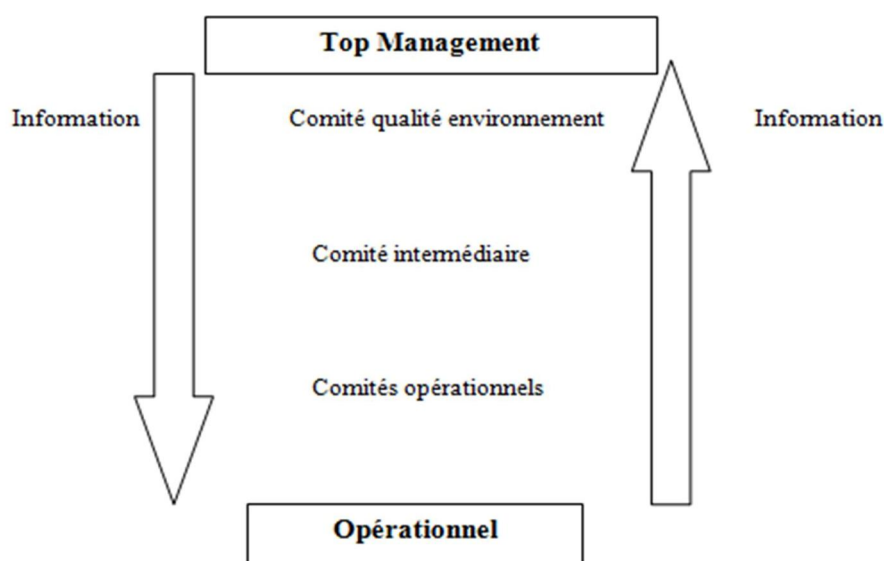 Top Management
Information
Comité qualité environnement
Information
Comité intermédiaire
Comités opérationnels
Opérationnel